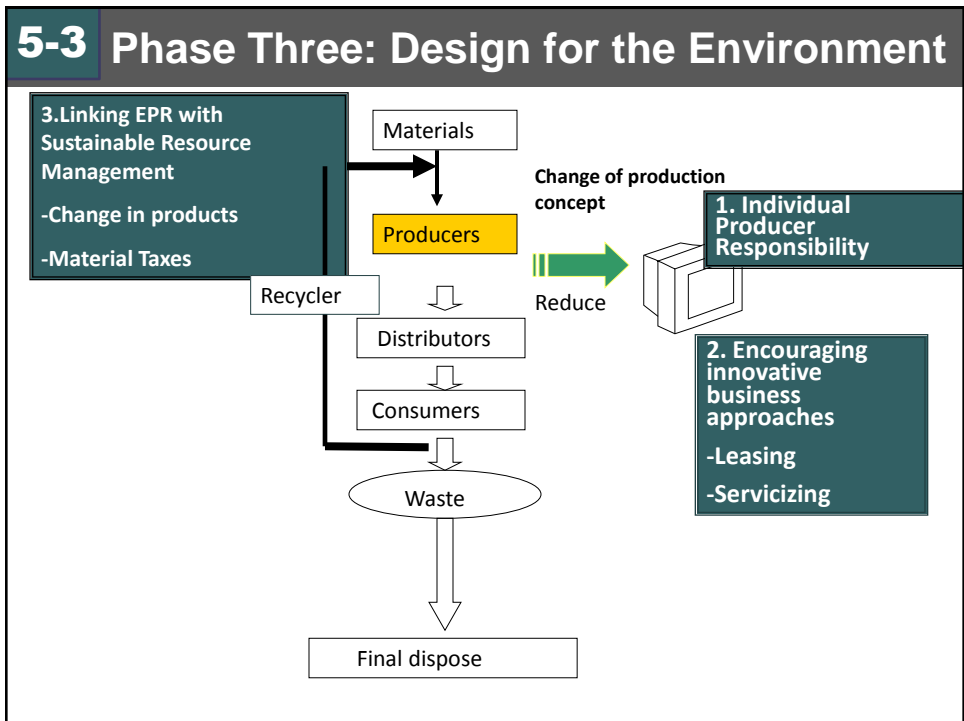 5-3 Phase Three: Design for the Environment
3.Linking EPR with
Sustainable Resource
Management
-Change in products
-Material Taxes
Materials
Producers
Recycler
Distributors
Consumers
Waste
Final dispose
Change of production
concept
Reduce
1. Individual
Producer
Responsibility
2. Encouraging
innovative
business
approaches
-Leasing
-Servicizing